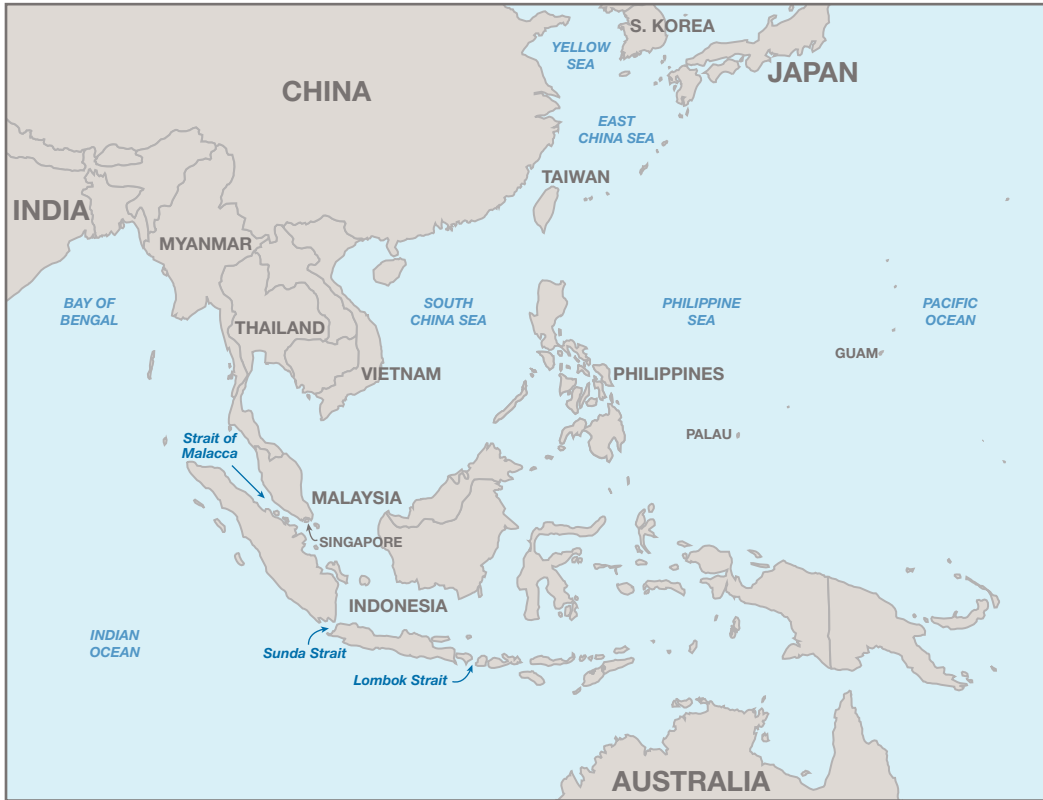 S. KOREA
YELLOW
SEA
JAPAN
CHINA
EAST
CHINA SEA
TAIWAN
INDIA
MYANMAR
BAY OF
BENGAL
SOUTH
CHINA SEA
PHILIPPINE
SEA
PACIFIC
OCEAN
THAILAND
GUAM
VIETNAM
PHILIPPINES
PALAU
Strait of
Malacca
MALAYSIA
SINGAPORE
INDONESIA
INDIAN
OCEAN
Sunda Strait
Lombok Strait
AUSTRALIA